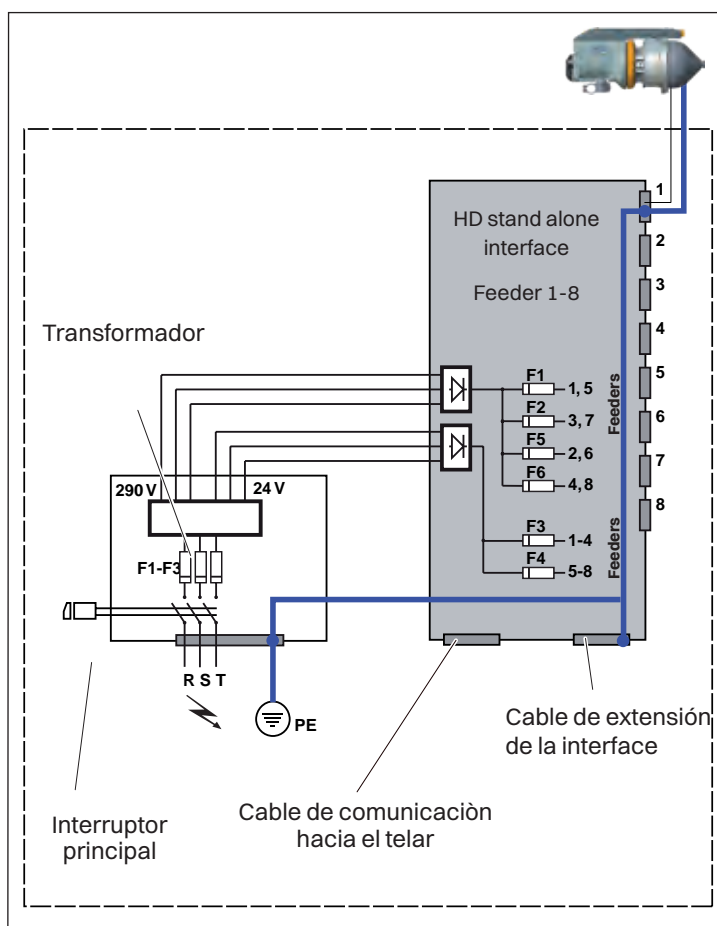 HD stand alone
interface
Feeder 1-8
1
2
3
4
5
6
7
8
Transformador
F1
1, 5
F2
3, 7
F5
2, 6
F6
4, 8
F3
1-4
F4
5-8
Feeders
Feeders
290 V
24 V
F1-F3
R S T
PE
Interruptor
principal
Cable de comunicaciòn
hacia el telar
Cable de extensión
de la interface